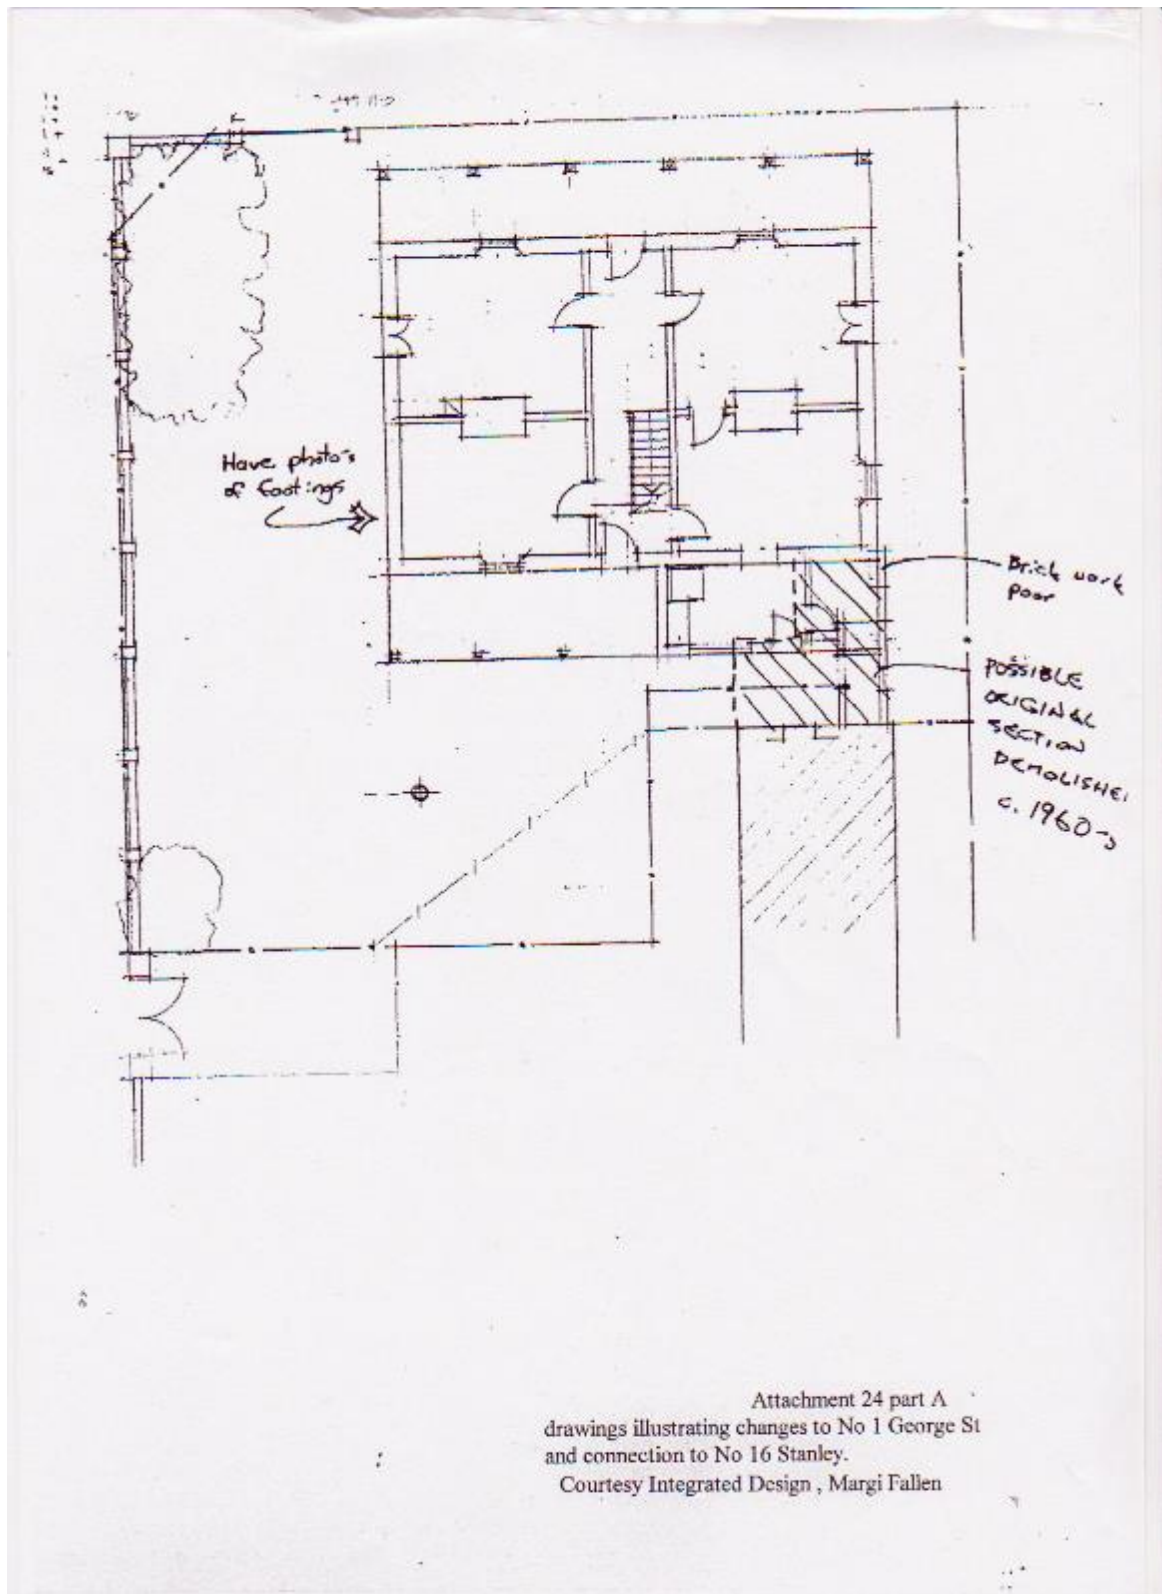 Have photo's
of footings
Brick work
poor
POSSIBLE
ORIGINAL
SECTION
DEMOLISHE
c. 1960's
Attachment 24 part A
drawings illustrating changes to No 1 George St
and connection to No 16 Stanley.
Courtesy Integrated Design , Margi Fallen